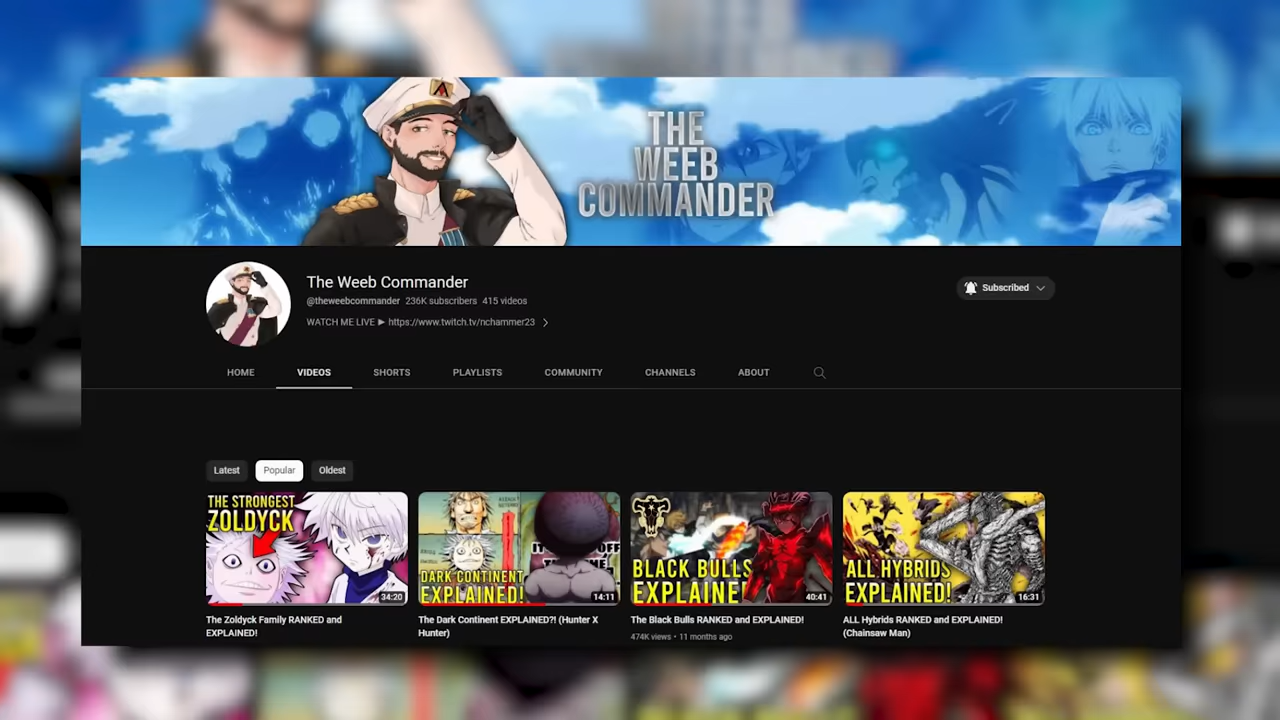 THE
WEEB
COMMANDER
The Weeb Commander
@theweebcommander 236K subscribers 415 videos
WATCH ME LIVE ► https://www.twitch.tv/nchammer23
Subscribed
HOME VIDEOS SHORTS PLAYLISTS COMMUNITY CHANNELS ABOUT
Latest Popular Oldest
THE STRONGEST
ZOLDYCK
34:20
DARK CONTINENT
EXPLAINED!
14:11
BLACK BULLS
EXPLAINE
40:41
ALL HYBRIDS
EXPLAINED!
16:31
The Zoldyck Family RANKED and
EXPLAINED!
The Dark Continent EXPLAINED?! (Hunter X
Hunter)
The Black Bulls RANKED and EXPLAINED!
474K views • 11 months ago
ALL Hybrids RANKED and EXPLAINED!
(Chainsaw Man)